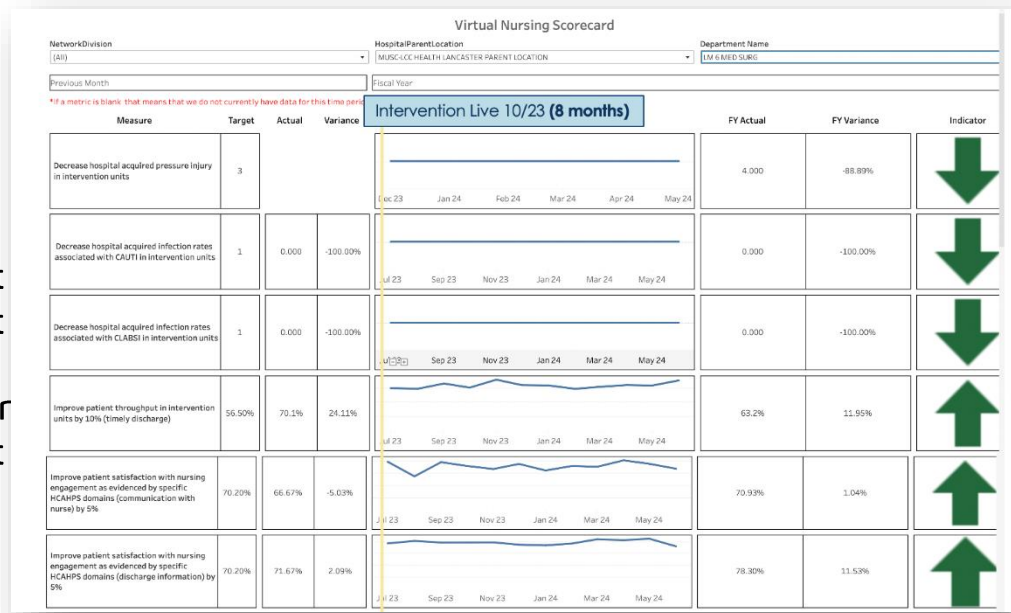 Virtual Nursing Scorecard
NetworkDivision
HospitalParentLocation
Department Name
(All)
MUSC-LCC HEALTH LANCASTER PARENT LOCATION
LM 6 MED SURG
Previous Month
Fiscal Year
*If a metric is blank that means that we do not currently have data for this time
Intervention Live 10/23 (8 months)
Measure
Target
Actual
Variance
FY Actual
FY Variance
Indicator
Decrease hospital acquired pressure injury
in intervention units
3
4.000
-88.89%
Dec 23 Jan 24 Feb 24 Mar 24 Apr 24 May 24
Decrease hospital acquired infection rates
associated with CAUTI in intervention units
1
0.000
-100.00%
0.000
-100.00%
Jul 23 Sep 23 Nov 23 Jan 24 Mar 24 May 24
Decrease hospital acquired infection rates
associated with CLABSI in intervention units
1
0.000
-100.00%
0.000
-100.00%
Sep 23 Nov 23 Jan 24 Mar 24 May 24
Improve patient throughput in intervention
units by 10% (timely discharge)
56.50%
70.1%
24.11%
63.2%
11.95%
Jul 23 Sep 23 Nov 23 Jan 24 Mar 24 May 24
Improve patient satisfaction with nursing
engagement as evidenced by specific
HCAHPS domains (communication with
nurse) by 5%
70.20%
66.67%
-5.03%
70.93%
1.04%
Jul 23 Sep 23 Nov 23 Jan 24 Mar 24 May 24
Improve patient satisfaction with nursing
engagement as evidenced by specific
HCAHPS domains (discharge information) by
5%
70.20%
71.67%
2.09%
78.30%
11.53%
Jul 23 Sep 23 Nov 23 Jan 24 Mar 24 May 24